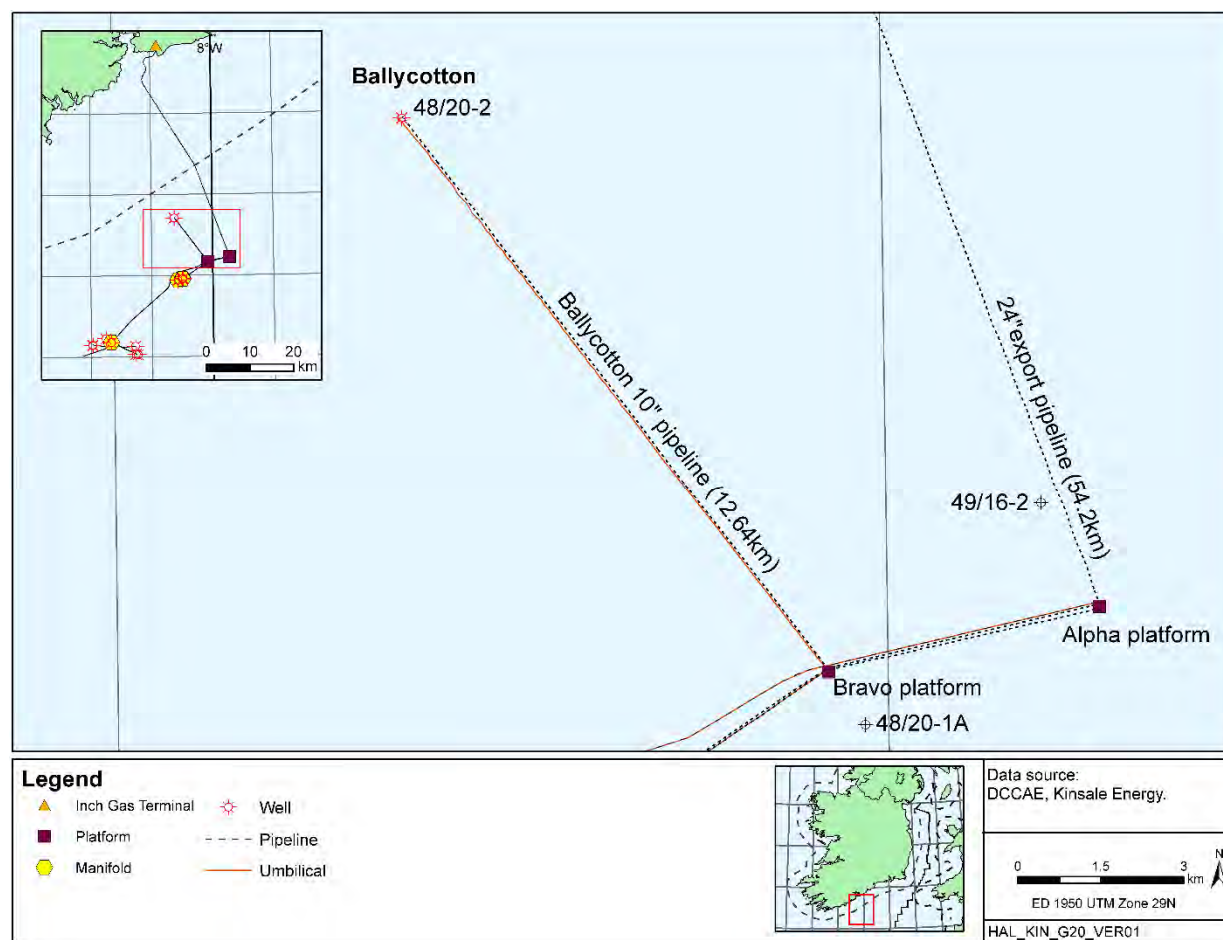 8°W
0 10 20
km
Ballycotton
48/20-2
Ballycotton 10" pipeline (12.64km)
24"export pipeline (54.2km)
49/16-2
Alpha platform
Bravo platform
48/20-1A
Legend
Inch Gas Terminal
Well
Platform
Pipeline
Manifold
Umbilical
Data source:
DCCAE, Kinsale Energy.
N
0 1.5 3
km
ED 1950 UTM Zone 29N
HAL_KIN_G20_VER01